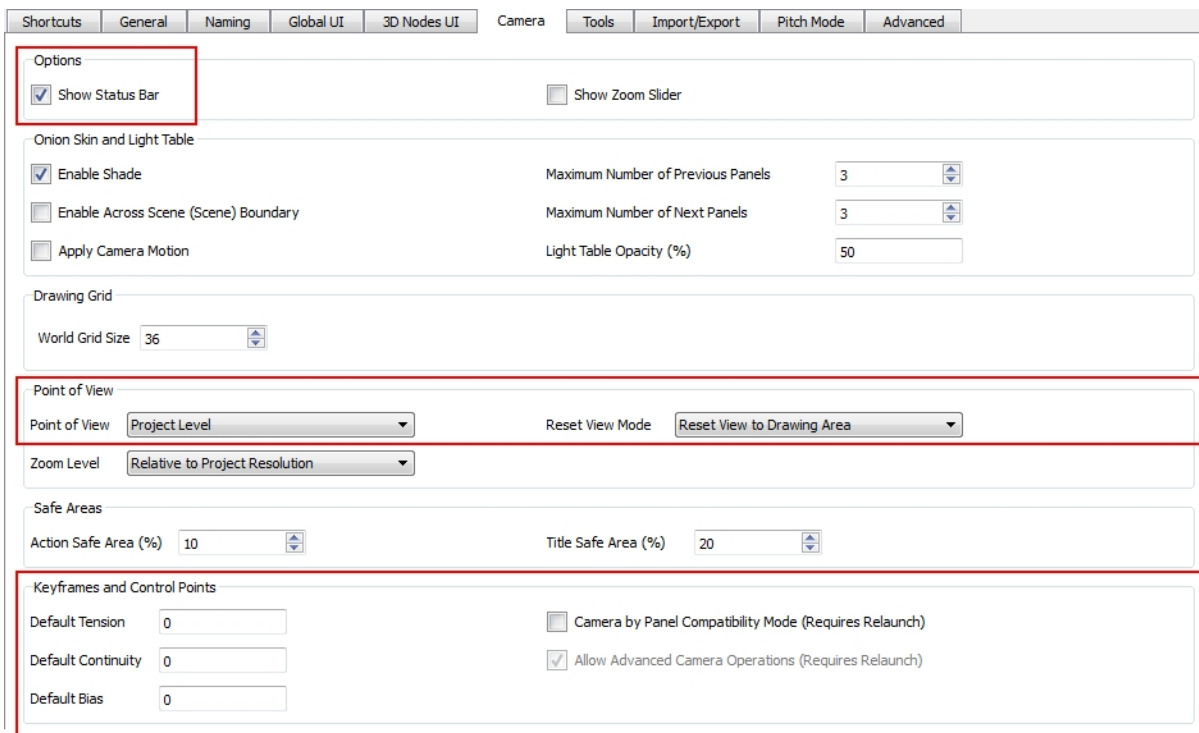 Shortcuts General Naming Global UI 3D Nodes UI Camera Tools Import/Export Pitch Mode Advanced
Options
Show Status Bar Show Zoom Slider
Onion Skin and Light Table
Enable Shade Maximum Number of Previous Panels 3
Enable Across Scene (Scene) Boundary Maximum Number of Next Panels 3
Apply Camera Motion Light Table Opacity (%) 50
Drawing Grid
World Grid Size 36
Point of View
Point of View Project Level Reset View Mode Reset View to Drawing Area
Zoom Level Relative to Project Resolution
Safe Areas
Action Safe Area (%) 10 Title Safe Area (%) 20
Keyframes and Control Points
Default Tension 0 Camera by Panel Compatibility Mode (Requires Relaunch)
Default Continuity 0 Allow Advanced Camera Operations (Requires Relaunch)
Default Bias 0